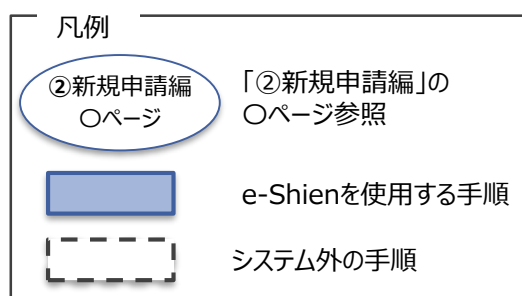 凡例
②新規申請編
〇ページ
「②新規申請編」の
〇ページ参照
e-Shienを使用する手順
システム外の手順